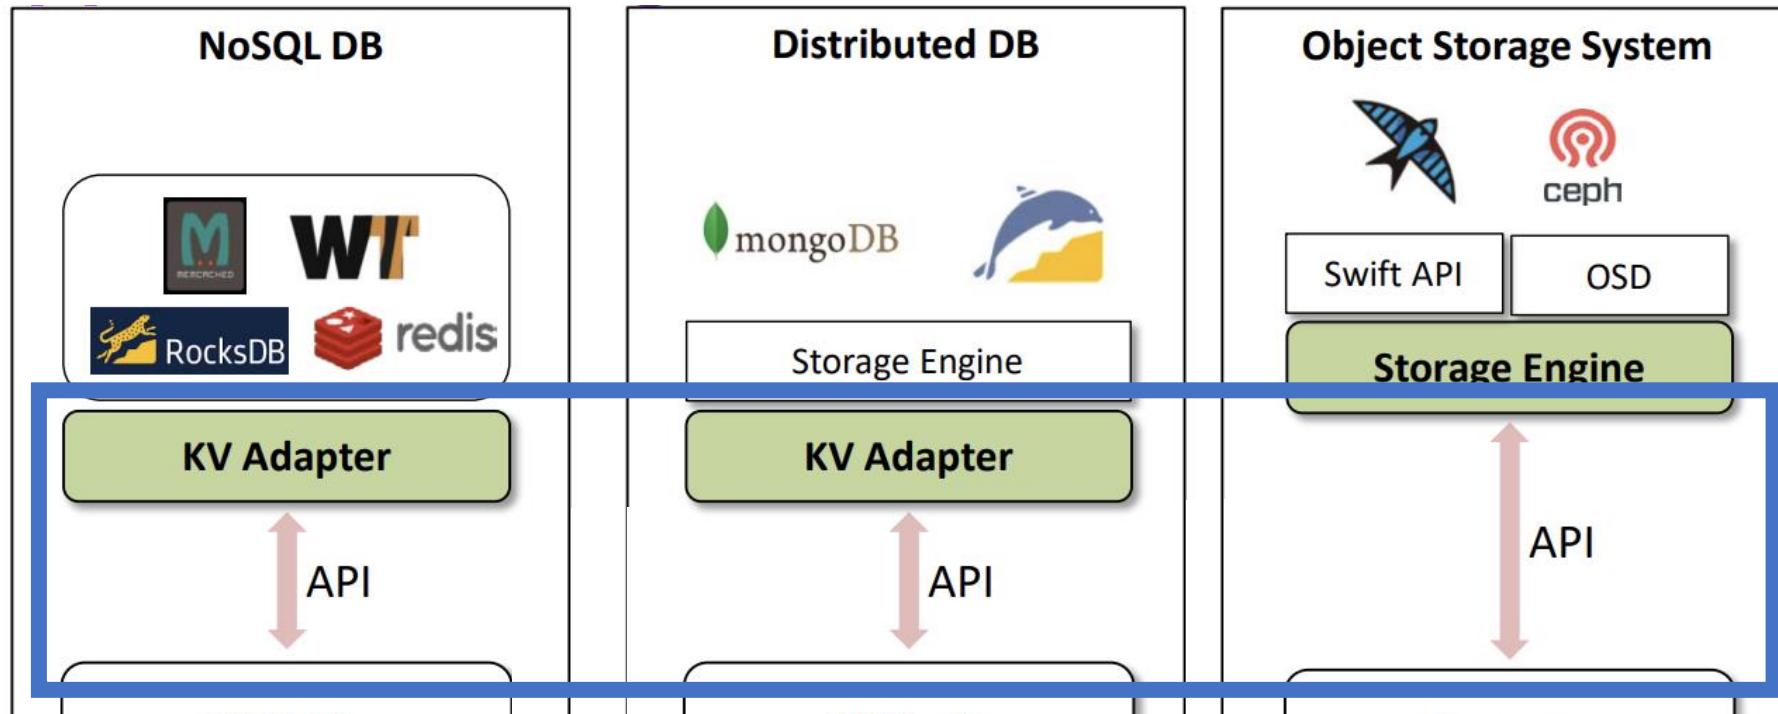 NoSQL DB
MEMCACHED
WT
RocksDB
redis
KV Adapter
API
Distributed DB
mongoDB
Storage Engine
KV Adapter
API
Object Storage System
ceph
Swift API
OSD
Storage Engine
API